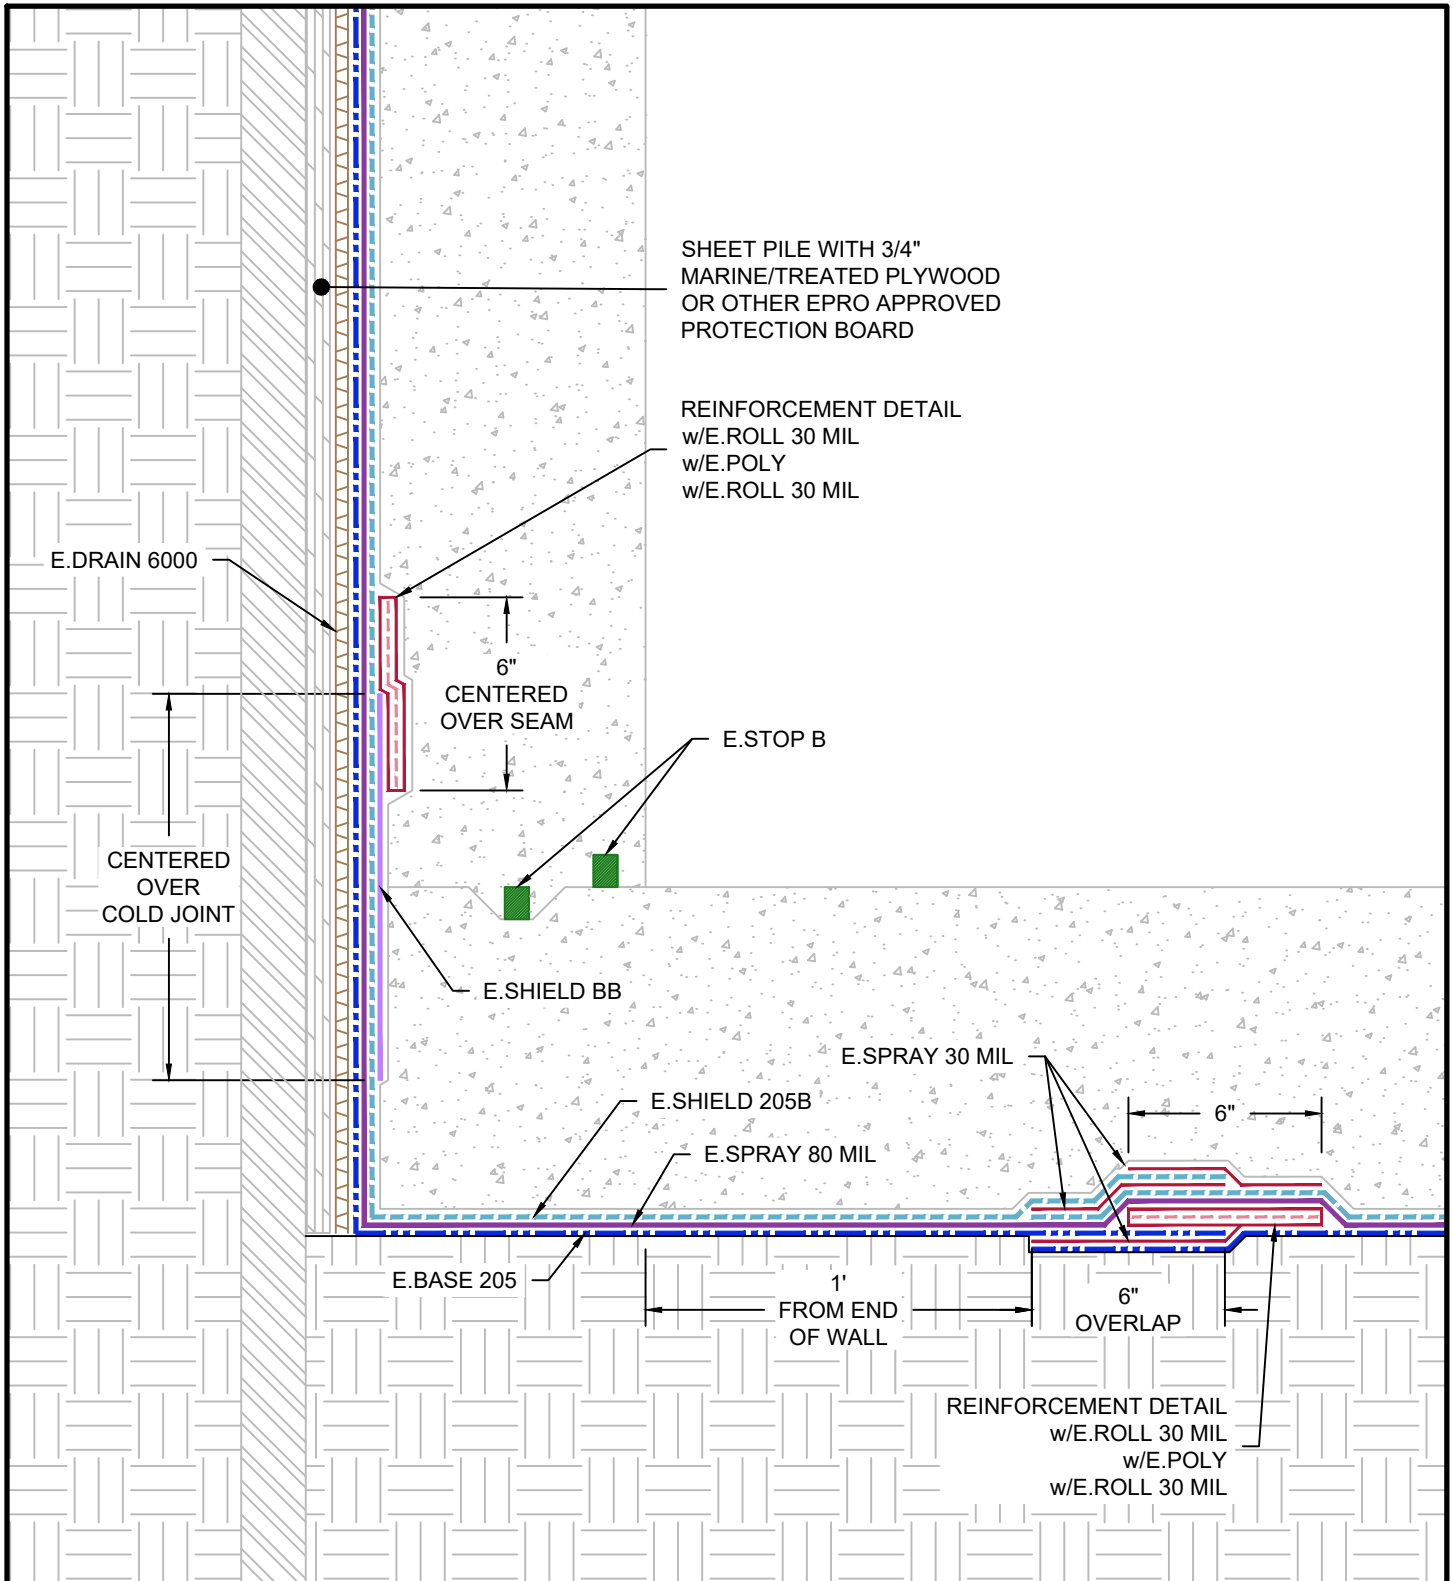 SHEET PILE WITH 3/4"
MARINE/TREATED PLYWOOD
OR OTHER EPRO APPROVED
PROTECTION BOARD
REINFORCEMENT DETAIL
w/E.ROLL 30 MIL
w/E.POLY
w/E.ROLL 30 MIL
E.DRAIN 6000
6"
CENTERED
OVER SEAM
E.STOP B
CENTERED
OVER
COLD JOINT
E.SHIELD BB
E.SPRAY 30 MIL
E.SHIELD 205B
6"
E.SPRAY 80 MIL
E.BASE 205
1'
FROM END
OF WALL
6"
OVERLAP
REINFORCEMENT DETAIL
w/E.ROLL 30 MIL
w/E.POLY
w/E.ROLL 30 MIL